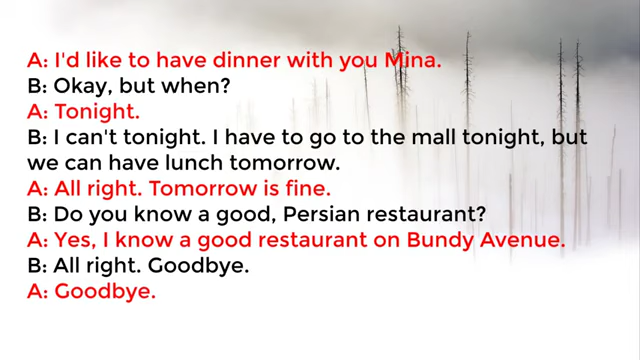 A: I'd like to have dinner with you Mina.
B: Okay, but when?
A: Tonight.
B: I can't tonight. I have to go to the mall tonight, but
we can have lunch tomorrow.
A: All right. Tomorrow is fine.
B: Do you know a good, Persian restaurant?
A: Yes, I know a good restaurant on Bundy Avenue.
B: All right. Goodbye.
A: Goodbye.